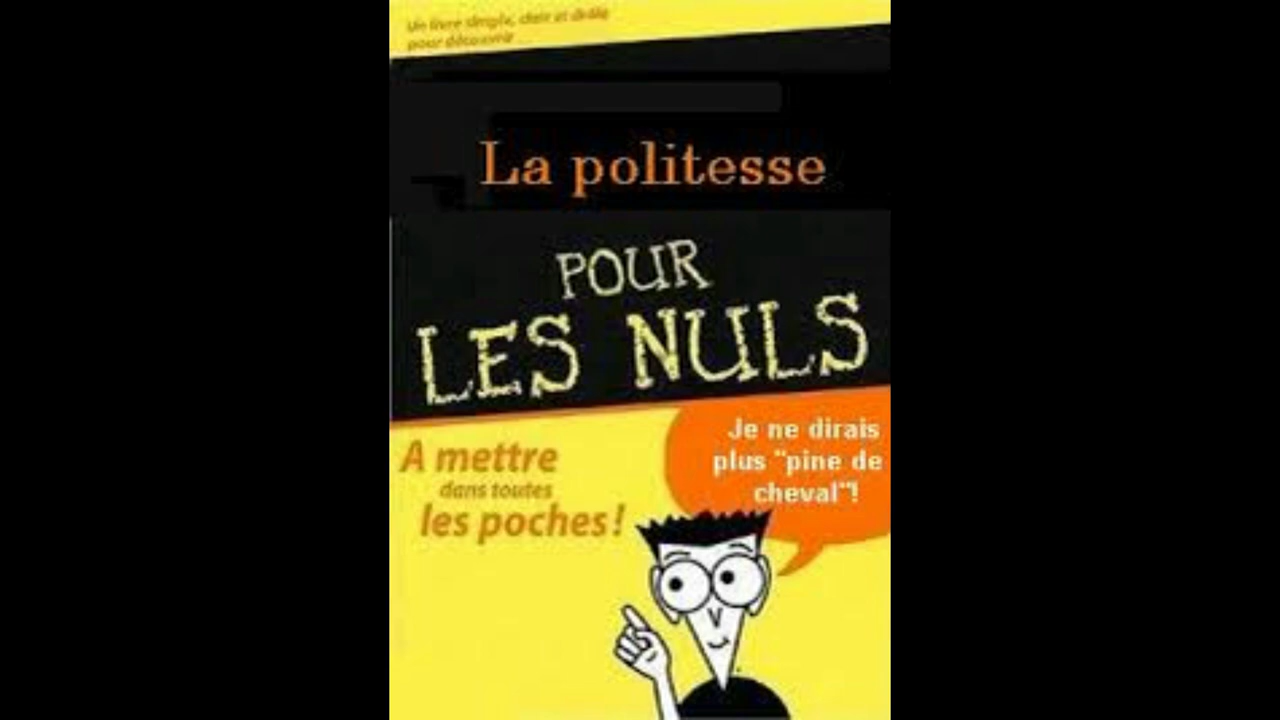 Un livre simple, clair et drôle
pour découvrir
La politesse
POUR
LES NULS
A mettre
dans toutes
les poches !
Je ne dirais
plus "pine de
cheval"!